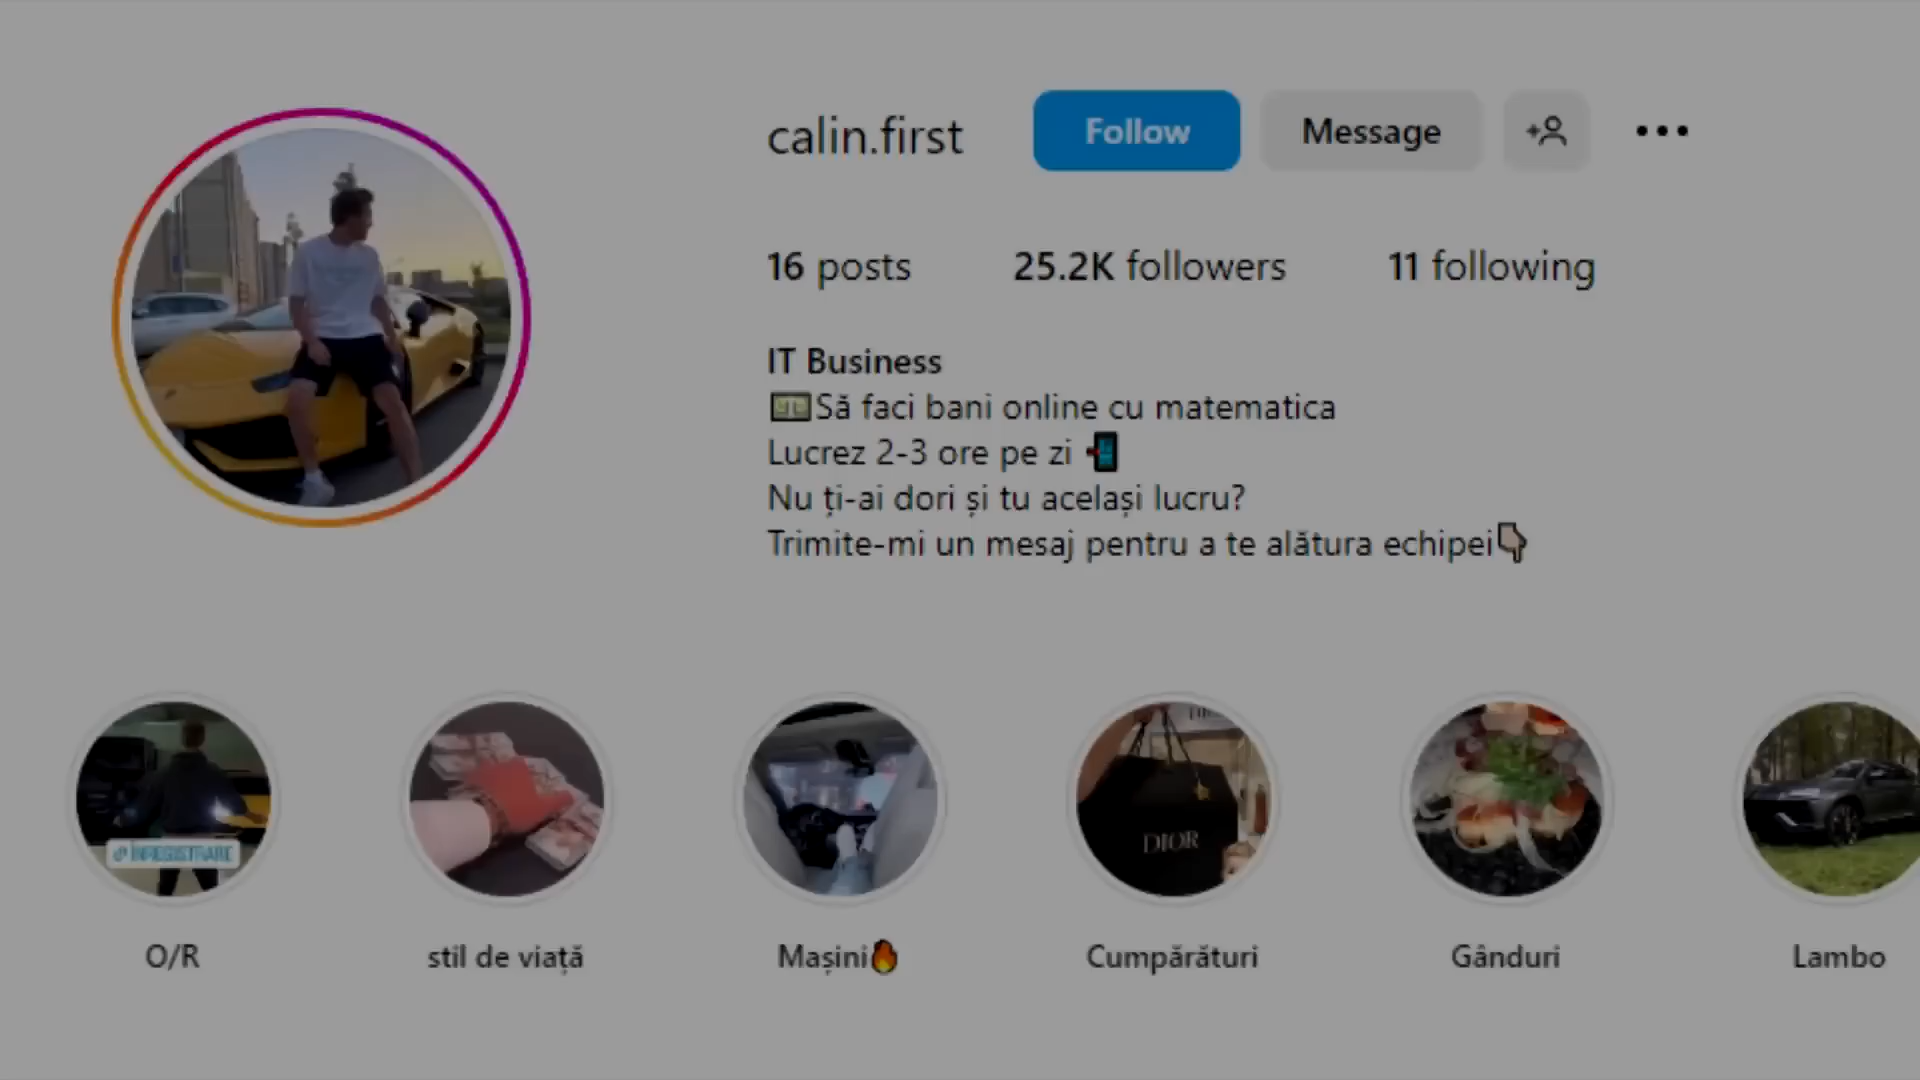 calin.first
Follow
Message
16 posts
25.2K followers
11 following
IT Business
💵Să faci bani online cu matematica
Lucrez 2-3 ore pe zi 📲
Nu ți-ai dori și tu același lucru?
Trimite-mi un mesaj pentru a te alătura echipei👇🏼
ÎNREGISTRARE
DIOR
O/R
stil de viață
Mașini🔥
Cumpărături
Gânduri
Lambo